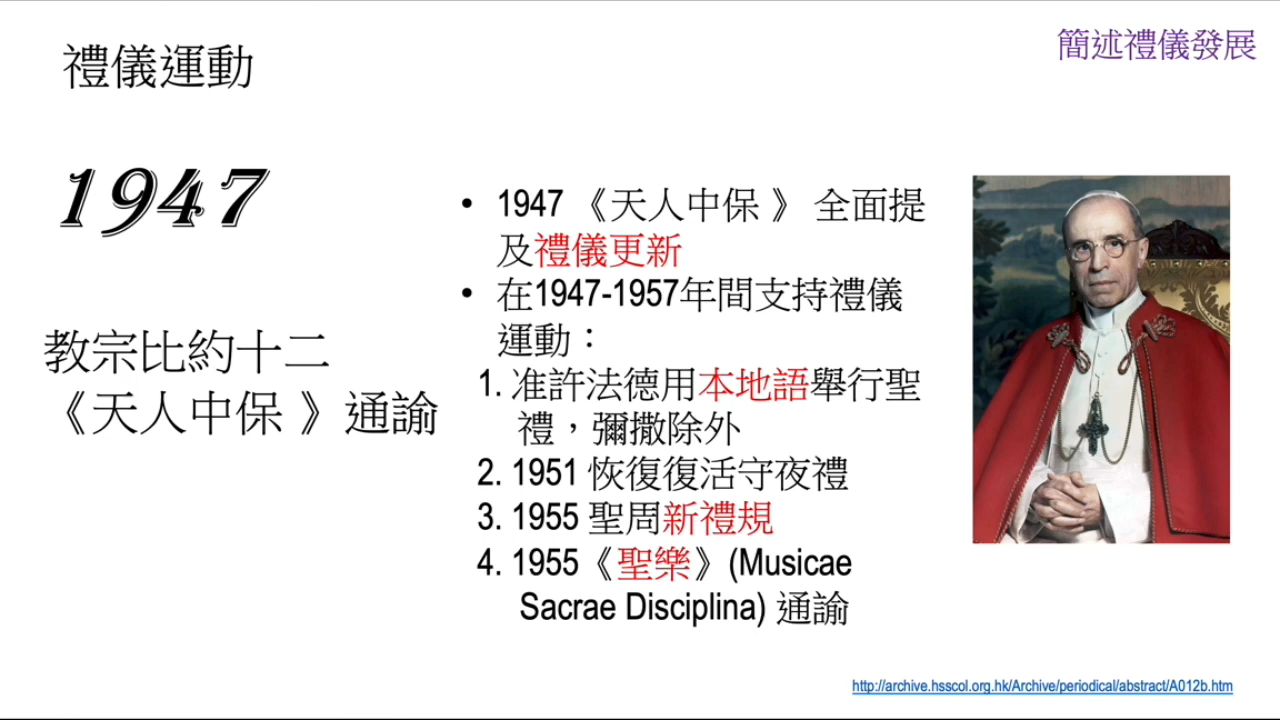 禮儀運動
簡述禮儀發展
1947
教宗比約十二
《天人中保 》通諭
• 1947 《天人中保 》 全面提
及禮儀更新
• 在1947-1957年間支持禮儀
運動：
1. 准許法德用本地語舉行聖
禮，彌撒除外
2. 1951 恢復復活守夜禮
3. 1955 聖周新禮規
4. 1955《聖樂》(Musicae
Sacrae Disciplina) 通諭
http://archive.hsscol.org.hk/Archive/periodical/abstract/A012b.htm